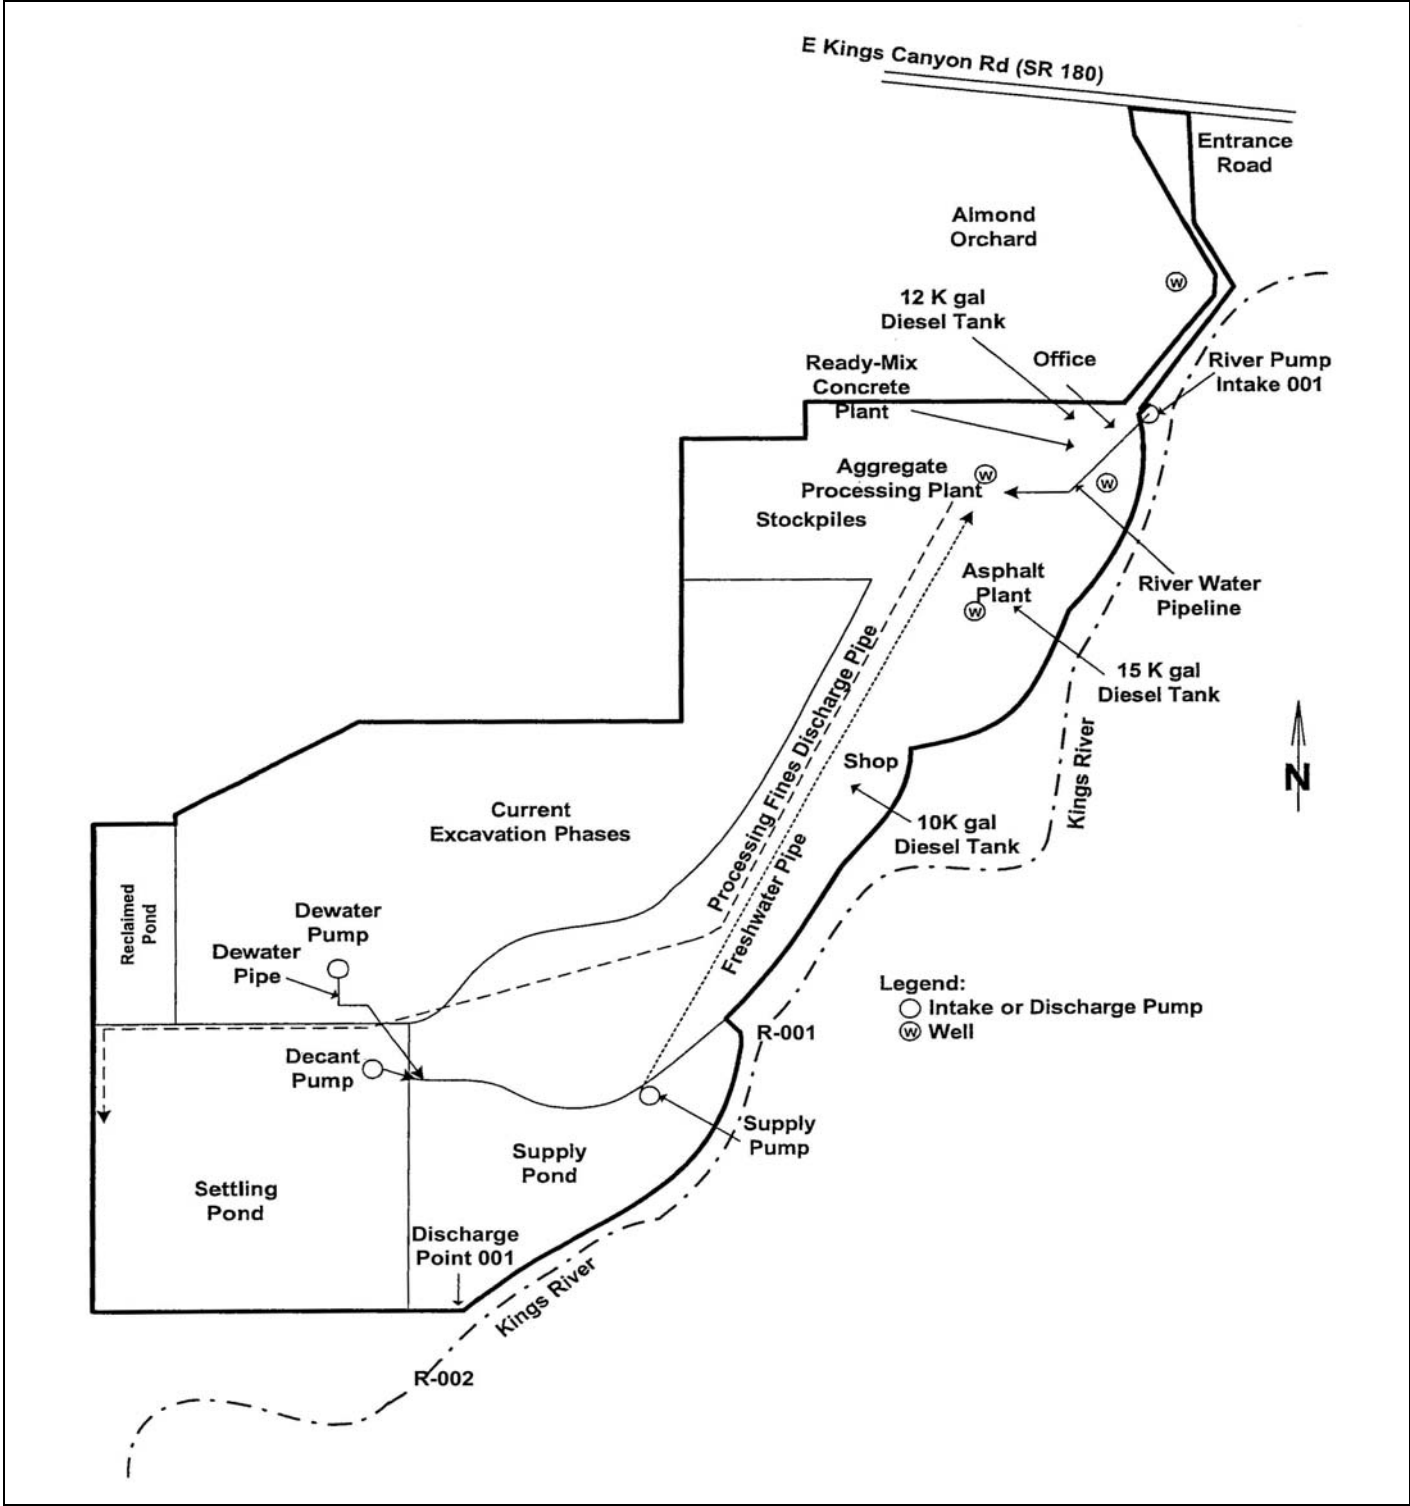 E Kings Canyon Rd (SR 180)
Entrance
Road
Almond
Orchard
W
12 K gal
Diesel Tank
Office
River Pump
Intake 001
Ready-Mix
Concrete
Plant
Aggregate
Processing Plant
W
W
Stockpiles
Asphalt
Plant
W
River Water
Pipeline
15 K gal
Diesel Tank
Processing Fines Discharge Pipe
Freshwater Pipe
Kings River
Shop
10K gal
Diesel Tank
N
Current
Excavation Phases
Reclaimed
Pond
Dewater
Pump
Dewater
Pipe
Legend:
Intake or Discharge Pump
W Well
R-001
Decant
Pump
Supply
Pump
Supply
Pond
Settling
Pond
Discharge
Point 001
Kings River
R-002